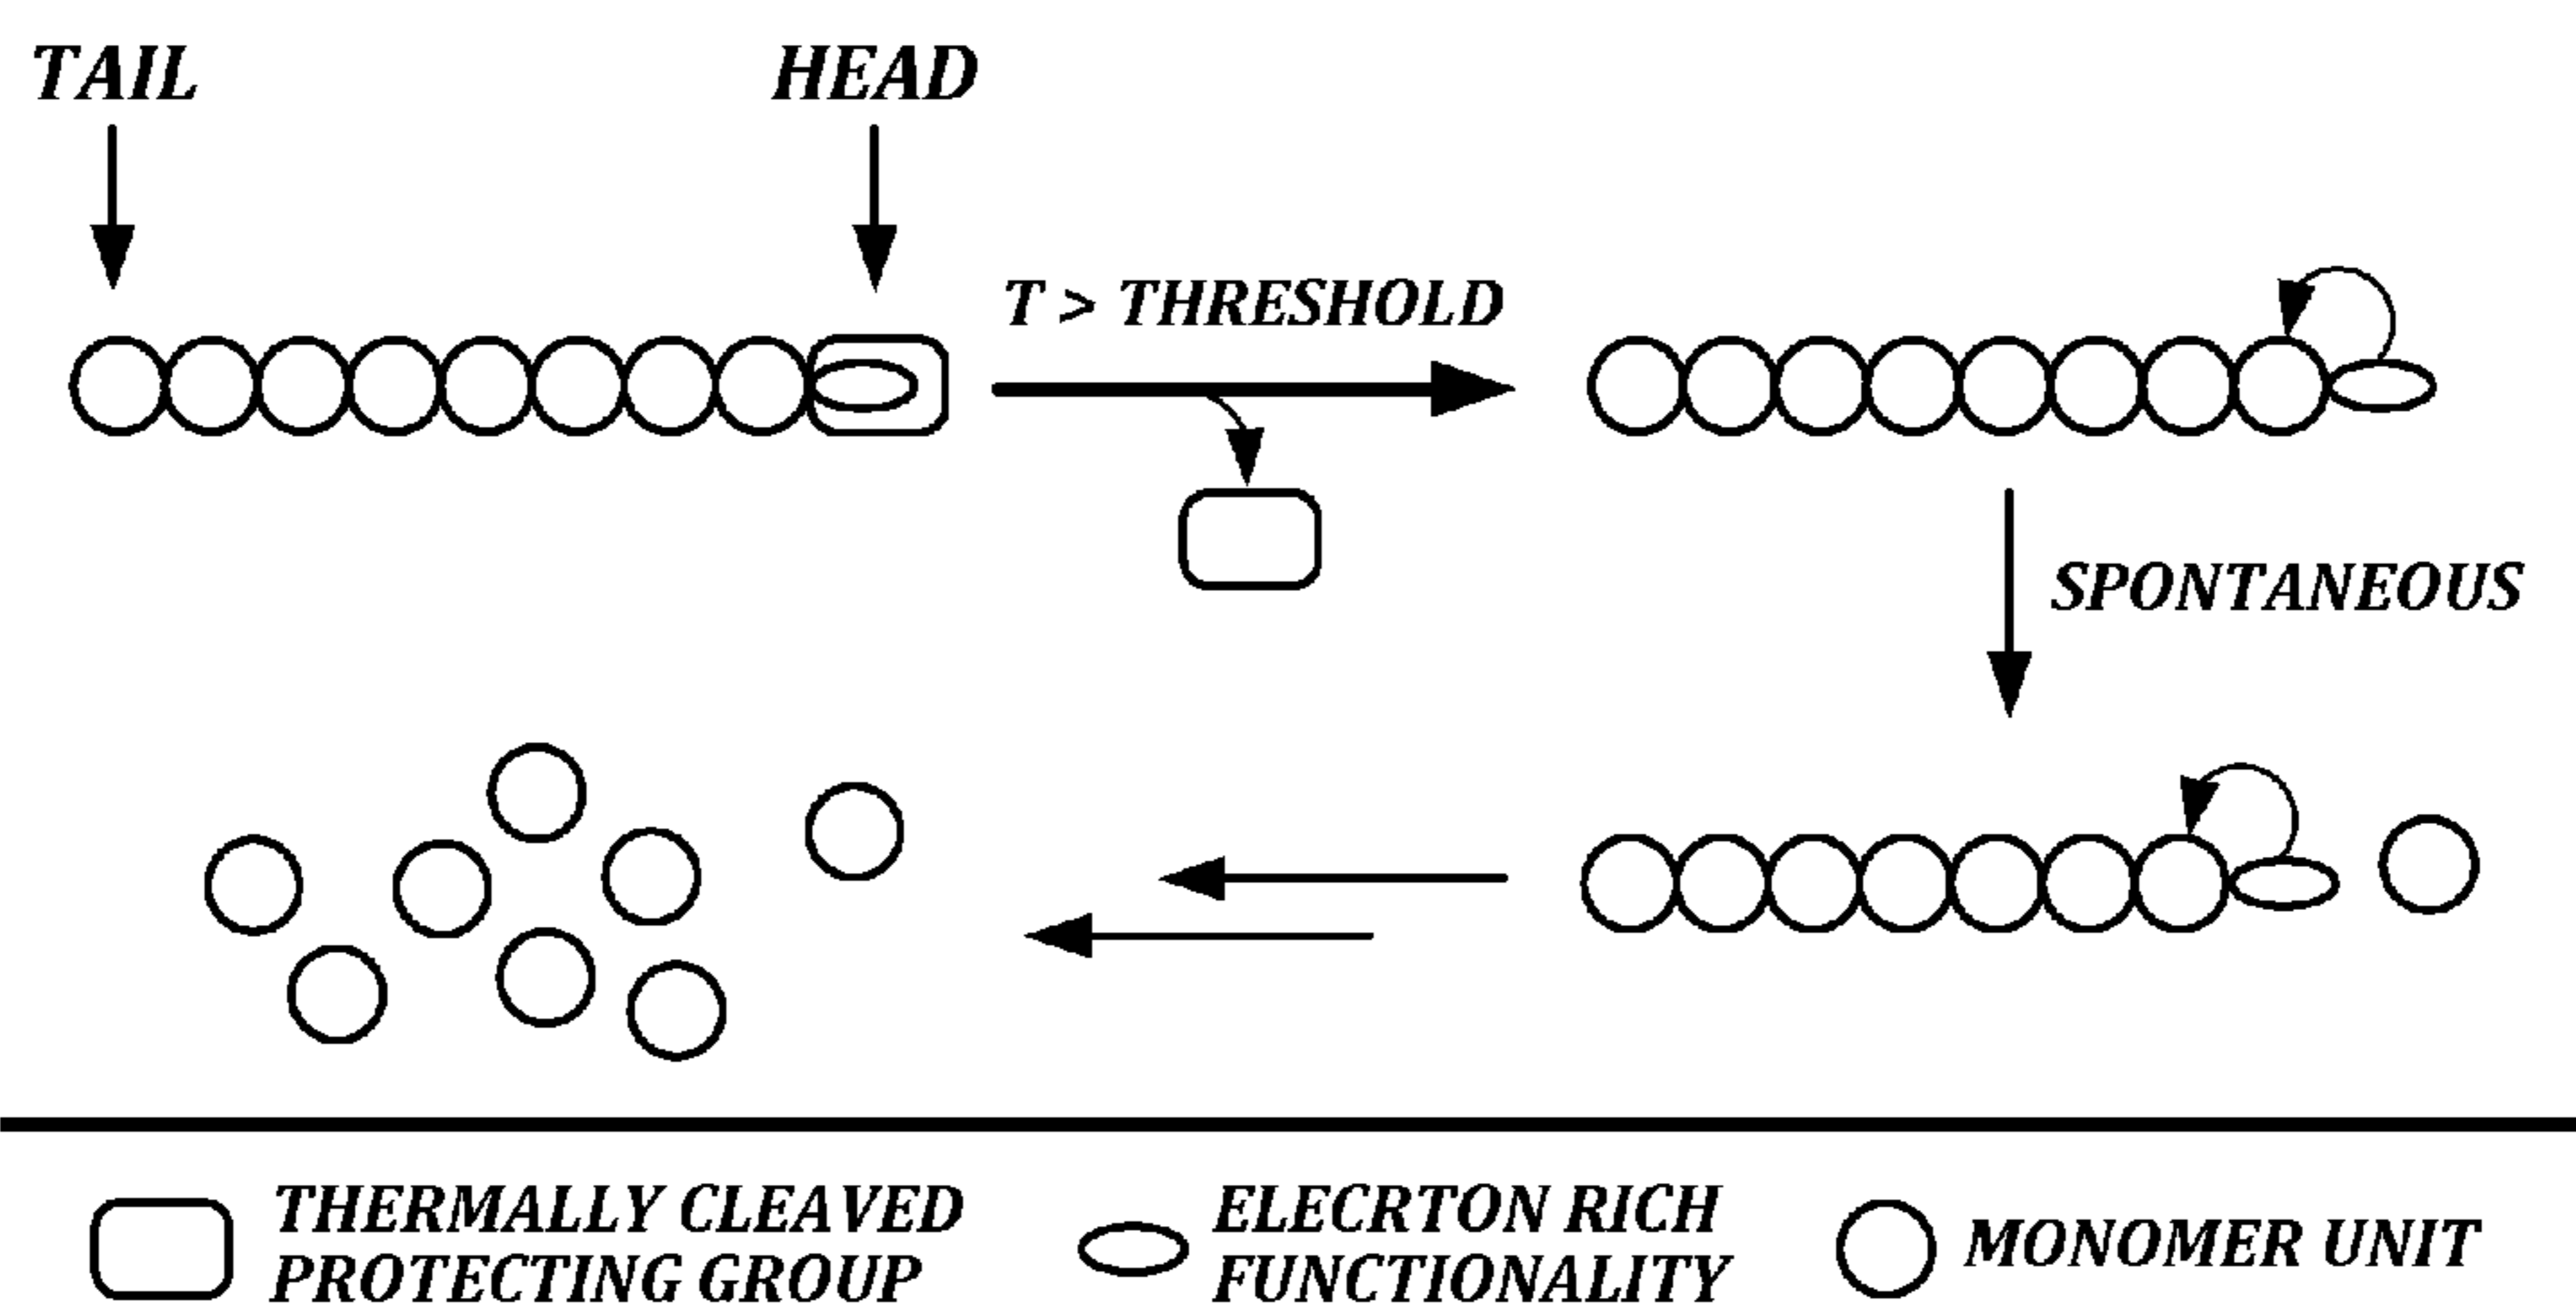 TAIL
HEAD
T > THRESHOLD
SPONTANEOUS
THERMALLY CLEAVED
PROTECTING GROUP
ELECRTON RICH
FUNCTIONALITY
MONOMER UNIT